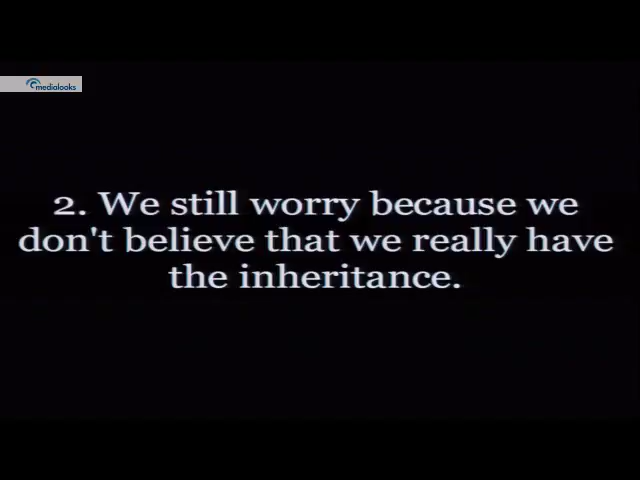 medialooks
2. We still worry because we
don't believe that we really have
the inheritance.